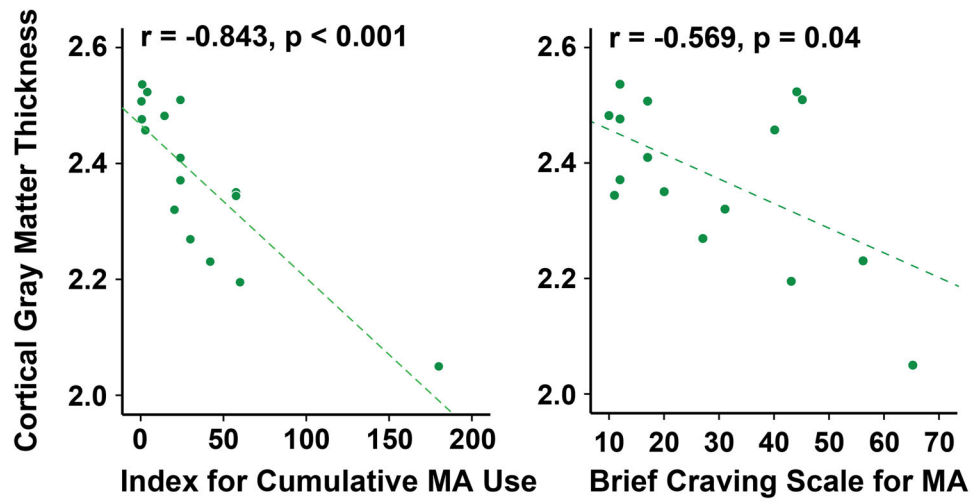 Cortical Gray Matter Thickness
r = -0.843, p < 0.001
2.6
2.4
2.2
2.0
0 50 100 150 200
Index for Cumulative MA Use
r = -0.569, p = 0.04
2.6
2.4
2.2
2.0
10 20 30 40 50 60 70
Brief Craving Scale for MA